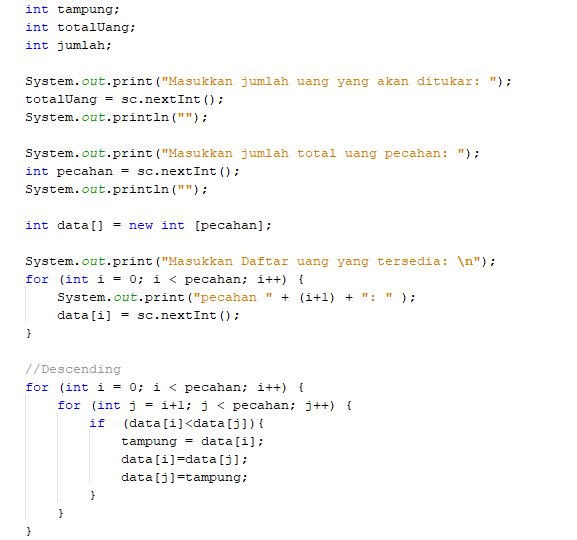 int tampung;
int totalUang;
int jumlah;

System.out.print("Masukkan jumlah uang yang akan ditukar: ");
totalUang = sc.nextInt();
System.out.println("");

System.out.print("Masukkan jumlah total uang pecahan: ");
int pecahan = sc.nextInt();
System.out.println("");

int data[] = new int [pecahan];

System.out.print("Masukkan Daftar uang yang tersedia: \n");
for (int i = 0; i < pecahan; i++) {
    System.out.print("pecahan " + (i+1) + ": " );
    data[i] = sc.nextInt();
}

//Descending
for (int i = 0; i < pecahan; i++) {
    for (int j = i+1; j < pecahan; j++) {
        if  (data[i]<data[j]){
            tampung = data[i];
            data[i]=data[j];
            data[j]=tampung;
        }
    }
}